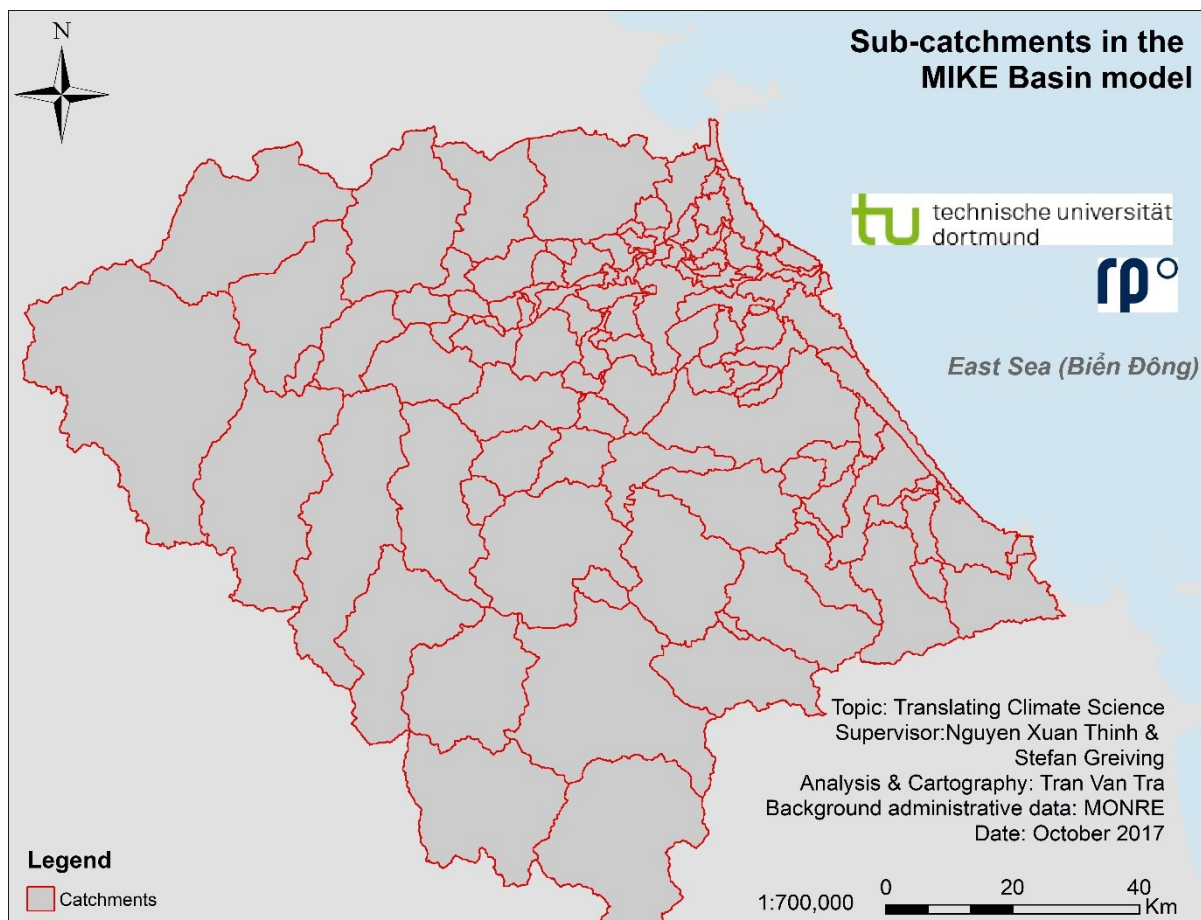 N
Sub-catchments in the
MIKE Basin model
tu technische universität
dortmund
rp
East Sea (Biển Đông)
Topic: Translating Climate Science
Supervisor:Nguyen Xuan Thinh &
Stefan Greiving
Analysis & Cartography: Tran Van Tra
Background administrative data: MONRE
Date: October 2017
Legend
Catchments
1:700,000
0 20 40
Km